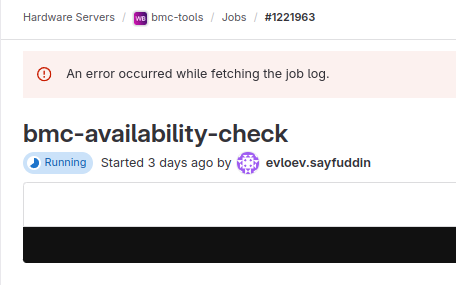 Hardware Servers / WB bmc-tools / Jobs / #1221963
An error occurred while fetching the job log.
bmc-availability-check
Running Started 3 days ago by evloev.sayfuddin